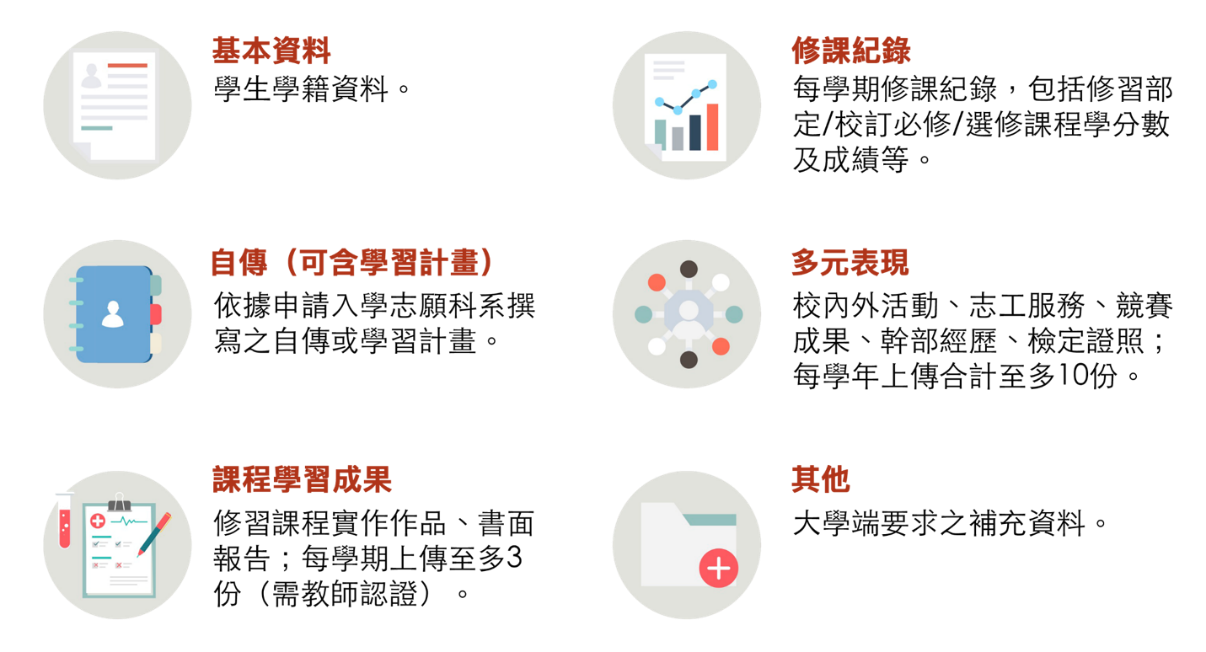 基本資料
學生學籍資料。
修課紀錄
每學期修課紀錄，包括修習部
定/校訂必修/選修課程學分數
及成績等。
自傳（可含學習計畫）
依據申請入學志願科系撰
寫之自傳或學習計畫。
多元表現
校內外活動、志工服務、競賽
成果、幹部經歷、檢定證照；
每學年上傳合計至多10份。
課程學習成果
修習課程實作作品、書面
報告；每學期上傳至多3
份（需教師認證）。
其他
大學端要求之補充資料。